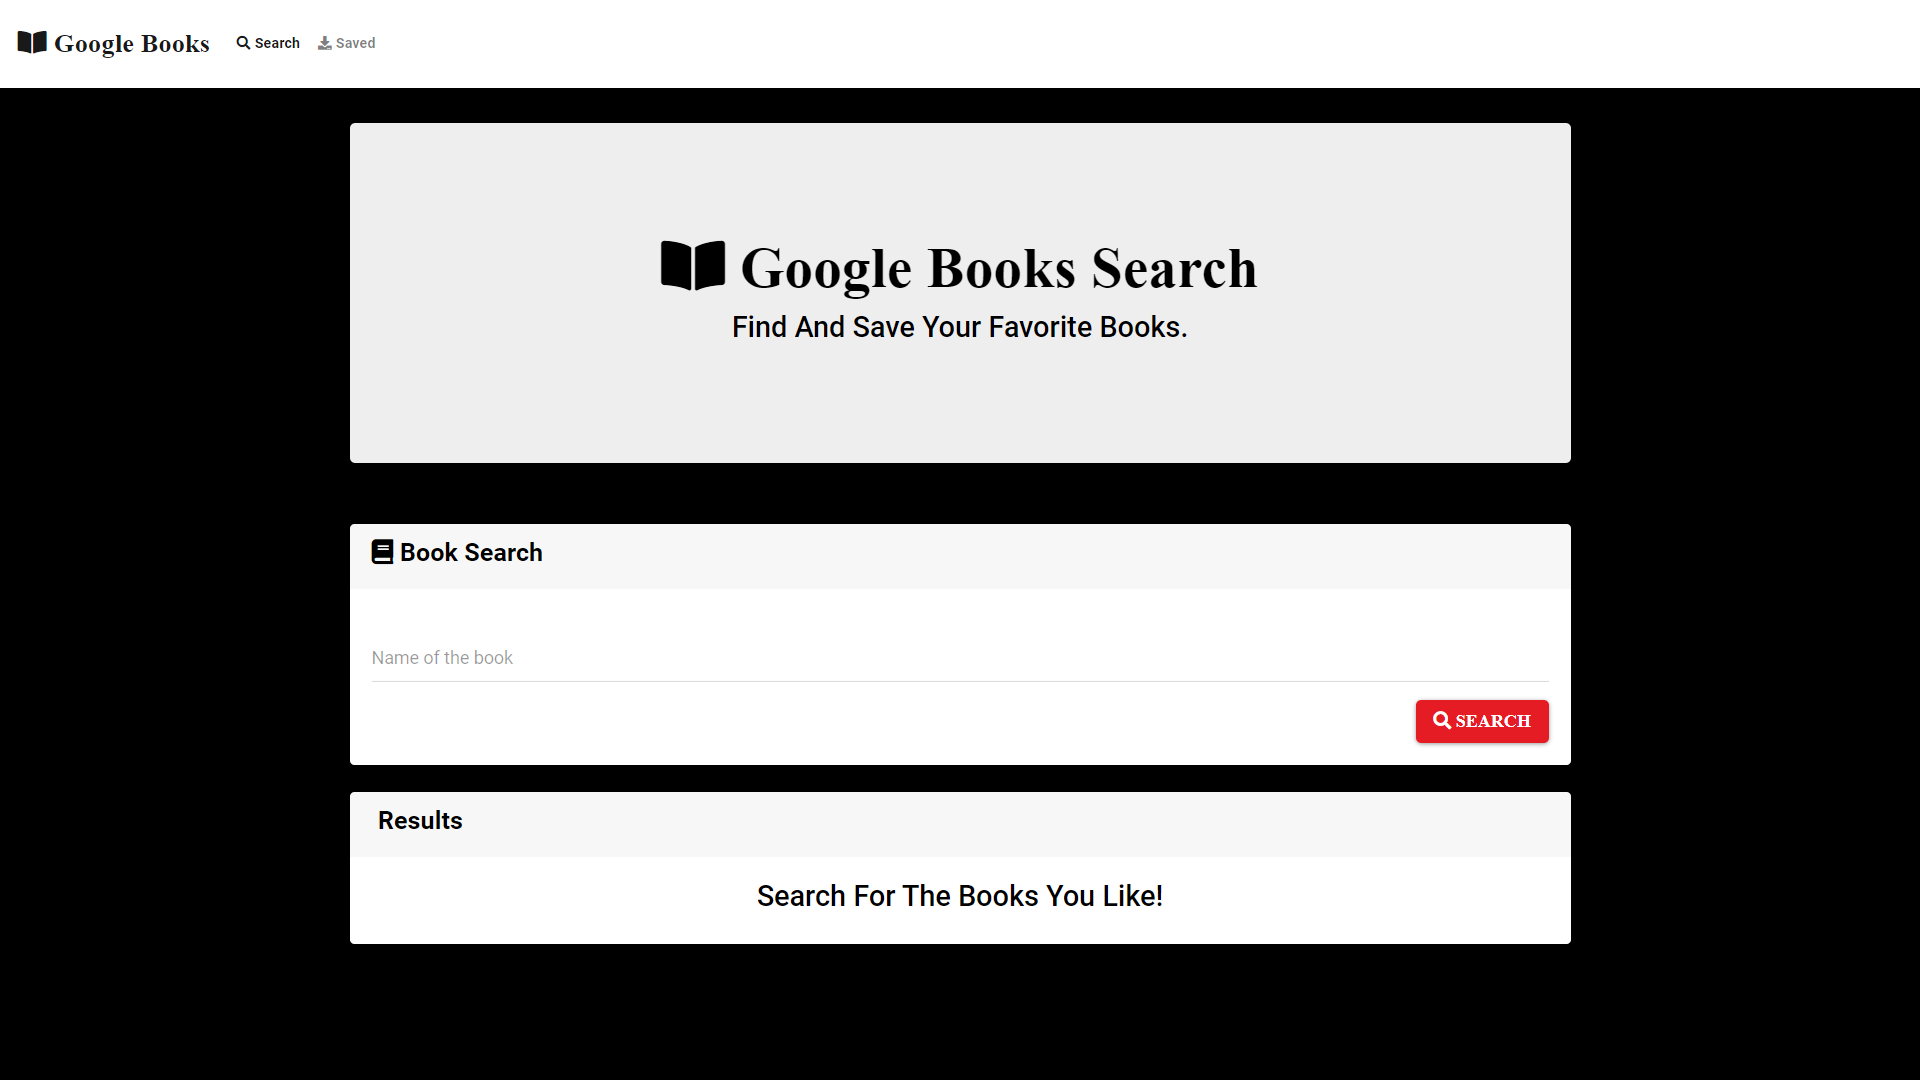 Google Books Search Saved
Google Books Search
Find And Save Your Favorite Books.
Book Search
Name of the book
SEARCH
Results
Search For The Books You Like!